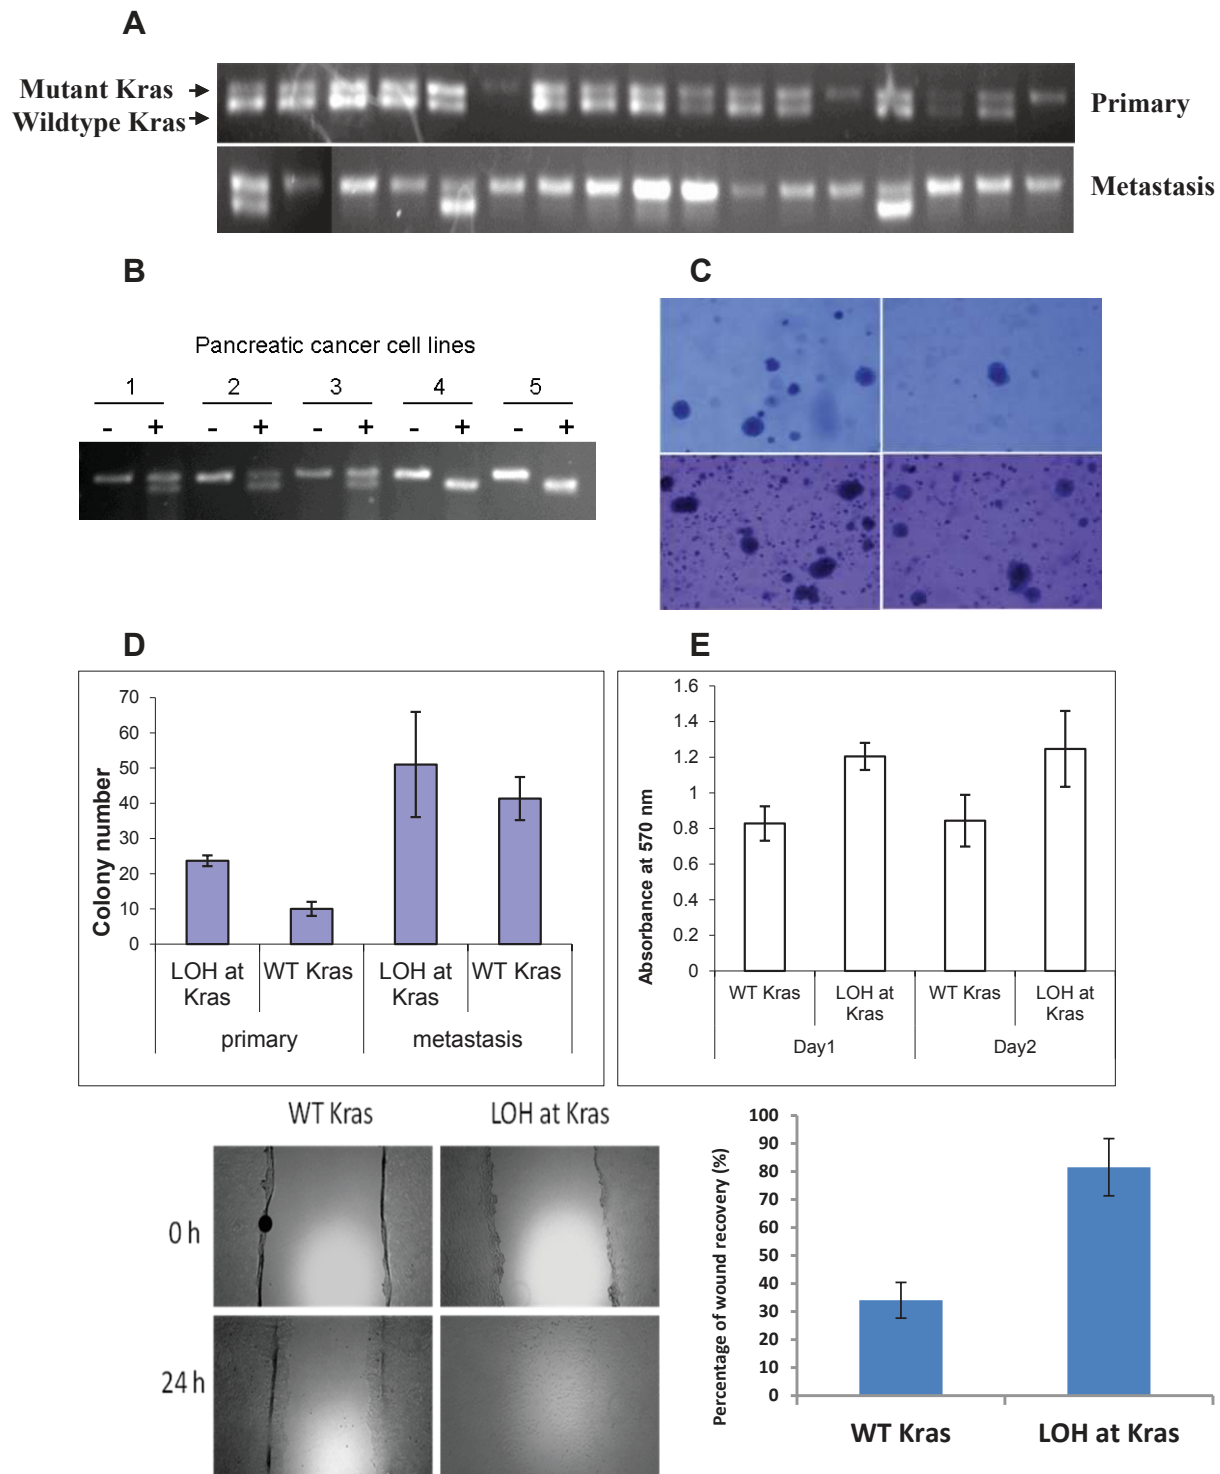 A
Mutant Kras
Wildtype Kras
Primary
Metastasis
B
Pancreatic cancer cell lines
1 2 3 4 5
- + - + - + - + - +
C
D
70
60
50
40
30
20
10
0
Colony number
LOH at Kras
WT Kras
LOH at Kras
WT Kras
primary
metastasis
E
1.6
1.4
1.2
1
0.8
0.6
0.4
0.2
0
Absorbance at 570 nm
WT Kras
LOH at Kras
WT Kras
LOH at Kras
Day1
Day2
WT Kras
LOH at Kras
0 h
24 h
100
90
80
70
60
50
40
30
20
10
0
Percentage of wound recovery (%)
WT Kras
LOH at Kras